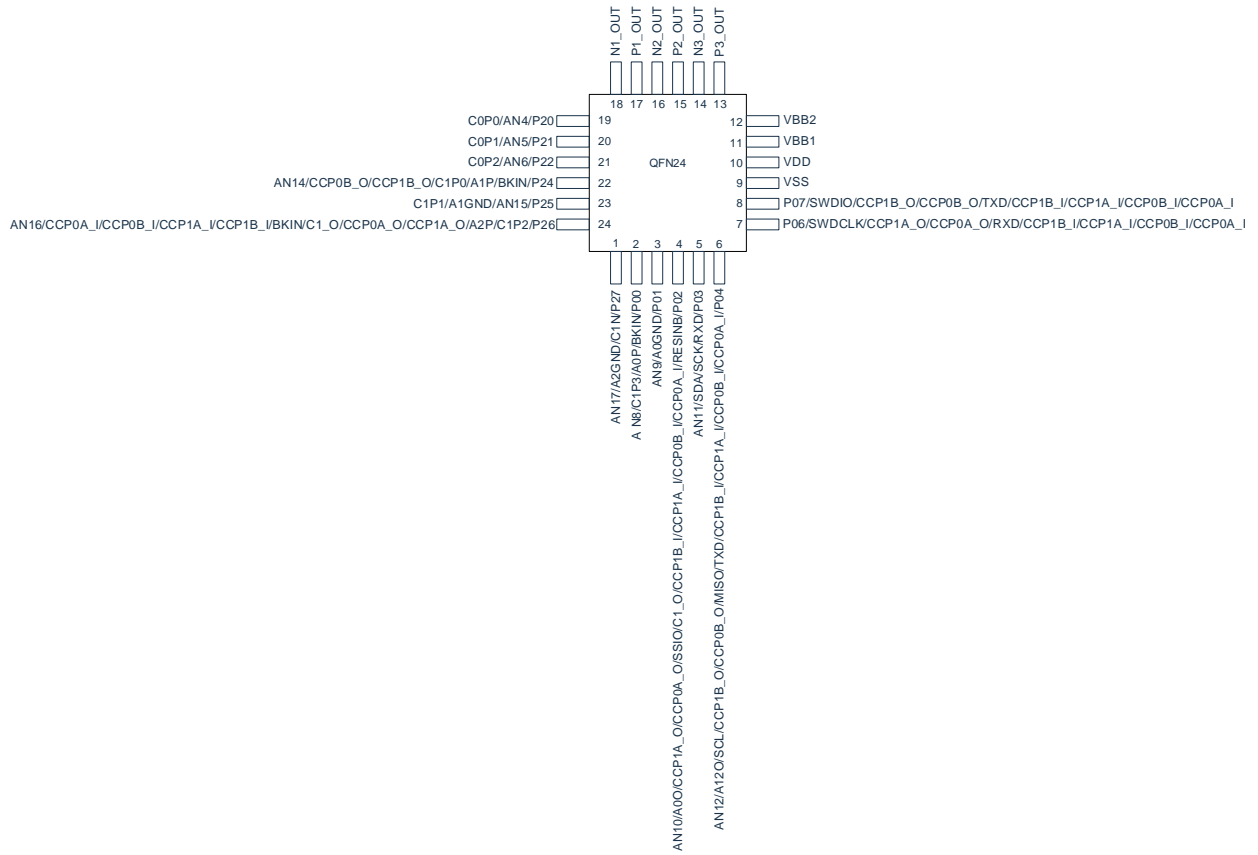 N1_OUT
P1_OUT
N2_OUT
P2_OUT
N3_OUT
P3_OUT
18 17 16 15 14 13
C0P0/AN4/P20 19
C0P1/AN5/P21 20
C0P2/AN6/P22 21
AN14/CCP0B_O/CCP1B_O/C1P0/A1P/BKIN/P24 22
C1P1/A1GND/AN15/P25 23
AN16/CCP0A_I/CCP0B_I/CCP1A_I/CCP1B_I/BKIN/C1_O/CCP0A_O/CCP1A_O/A2P/C1P2/P26 24
QFN24
12 VBB2
11 VBB1
10 VDD
9 VSS
8 P07/SWDIO/CCP1B_O/CCP0B_O/TXD/CCP1B_I/CCP1A_I/CCP0B_I/CCP0A_I
7 P06/SWDCLK/CCP1A_O/CCP0A_O/RXD/CCP1B_I/CCP1A_I/CCP0B_I/CCP0A_I
1 2 3 4 5 6
AN17/A2GND/C1N/P27
AN8/C1P3/A0P/BKIN/P00
AN9/A0GND/P01
AN10/A0O/CCP1A_O/CCP0A_O/SSIO/C1_O/CCP1B_I/CCP1A_I/CCP0B_I/CCP0A_I/RESINB/P02
AN11/SDA/SCK/RXD/P03
AN12/A12O/SCL/CCP1B_O/CCP0B_O/MISO/TXD/CCP1B_I/CCP1A_I/CCP0B_I/CCP0A_I/P04